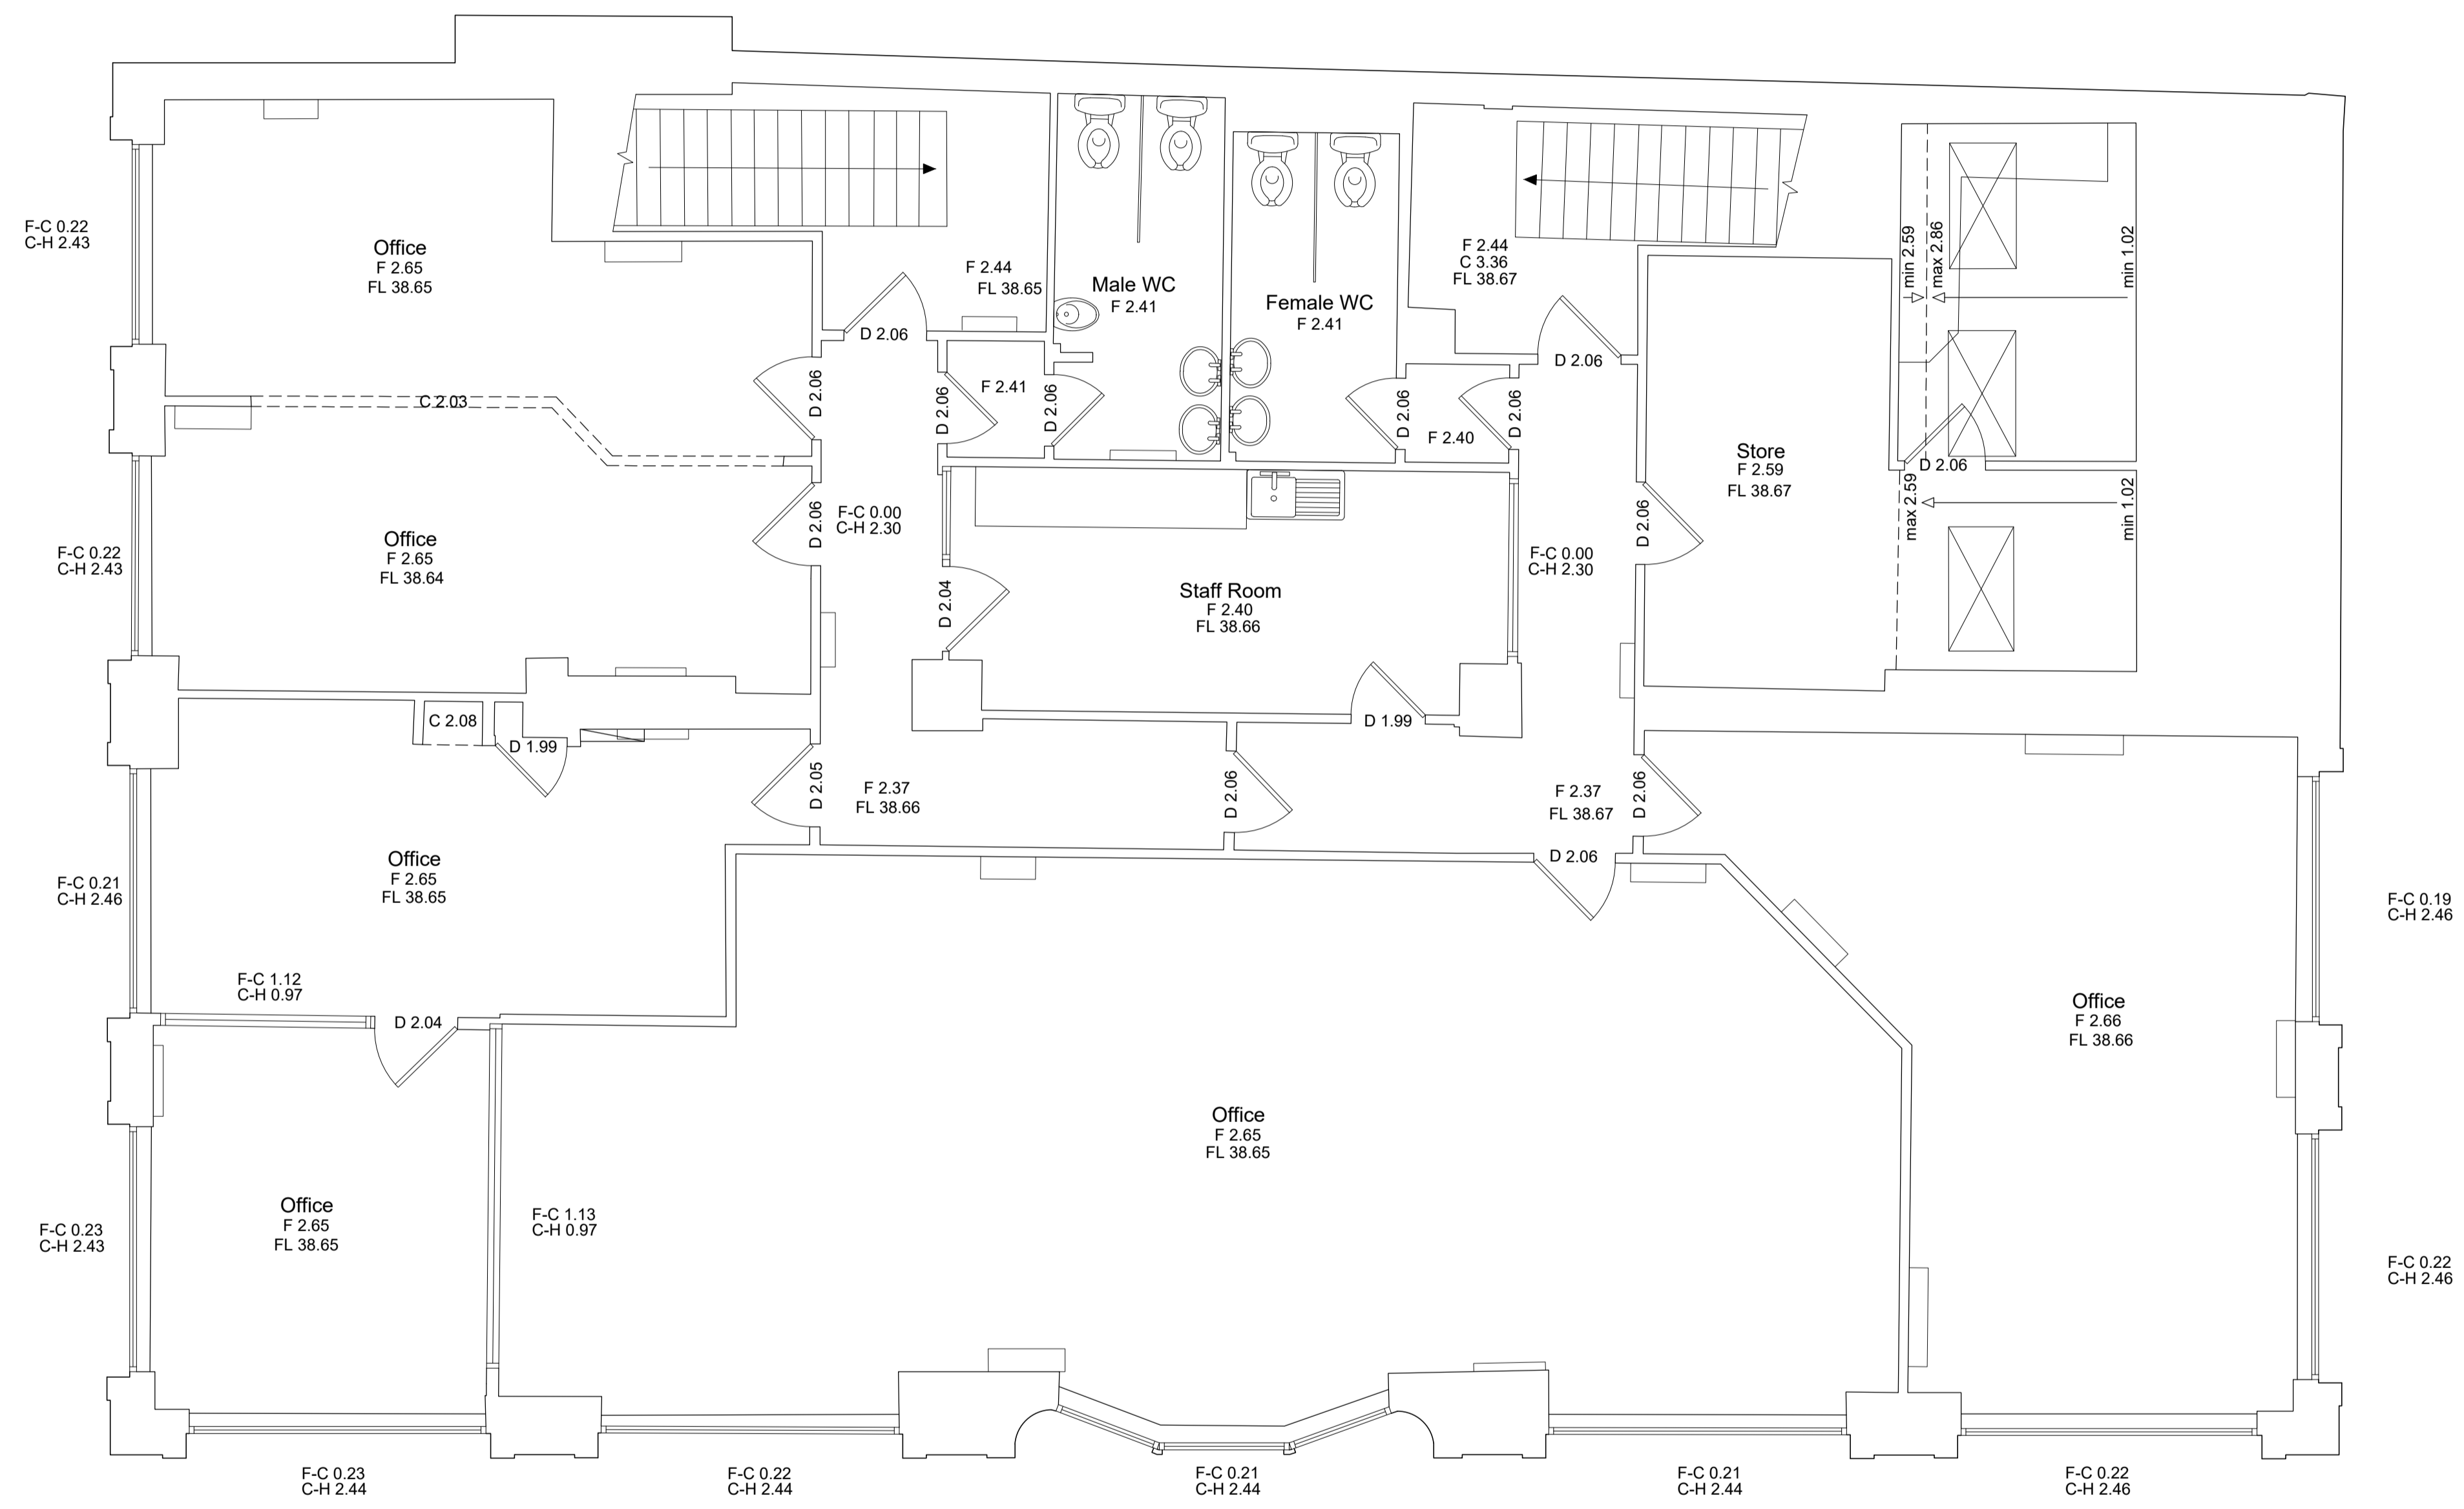 F-C 0.22
C-H 2.43
Office
F 2.65
FL 38.65
F 2.44
FL 38.65
D 2.06
Male WC
F 2.41
Female WC
F 2.41
F 2.44
C 3.36
FL 38.67
D 2.06
min 2.59
max 2.86
min 1.02
C 2.03
D 2.06
D 2.06
F 2.41
D 2.06
D 2.06
F 2.40
D 2.06
Store
F 2.59
FL 38.67
D 2.06
max 2.59
min 1.02
F-C 0.22
C-H 2.43
Office
F 2.65
FL 38.64
D 2.06
F-C 0.00
C-H 2.30
D 2.04
Staff Room
F 2.40
FL 38.66
F-C 0.00
C-H 2.30
D 2.06
C 2.08
D 1.99
D 1.99
F-C 0.21
C-H 2.46
Office
F 2.65
FL 38.65
D 2.05
F 2.37
FL 38.66
D 2.06
F 2.37
FL 38.67
D 2.06
D 2.06
F-C 0.19
C-H 2.46
F-C 1.12
C-H 0.97
D 2.04
Office
F 2.66
FL 38.66
Office
F 2.65
FL 38.65
F-C 0.23
C-H 2.43
Office
F 2.65
FL 38.65
F-C 1.13
C-H 0.97
F-C 0.22
C-H 2.46
F-C 0.23
C-H 2.44
F-C 0.22
C-H 2.44
F-C 0.21
C-H 2.44
F-C 0.21
C-H 2.44
F-C 0.22
C-H 2.46